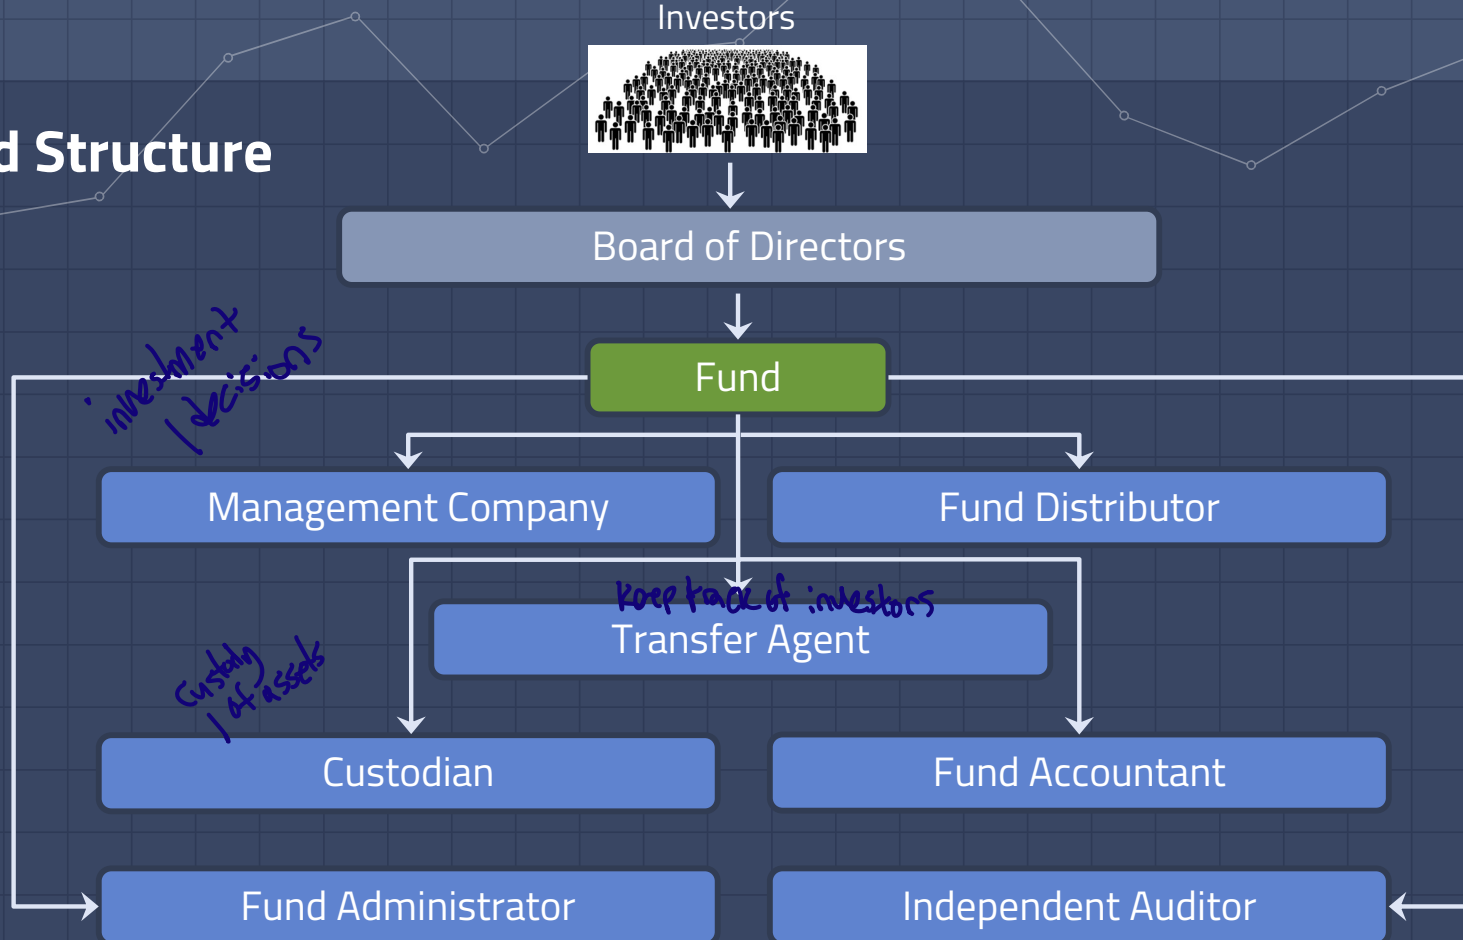 Investors
d Structure
Board of Directors
investment
decisions
Fund
Management Company
Fund Distributor
keep track of investors
Transfer Agent
custody
of assets
Custodian
Fund Accountant
Fund Administrator
Independent Auditor